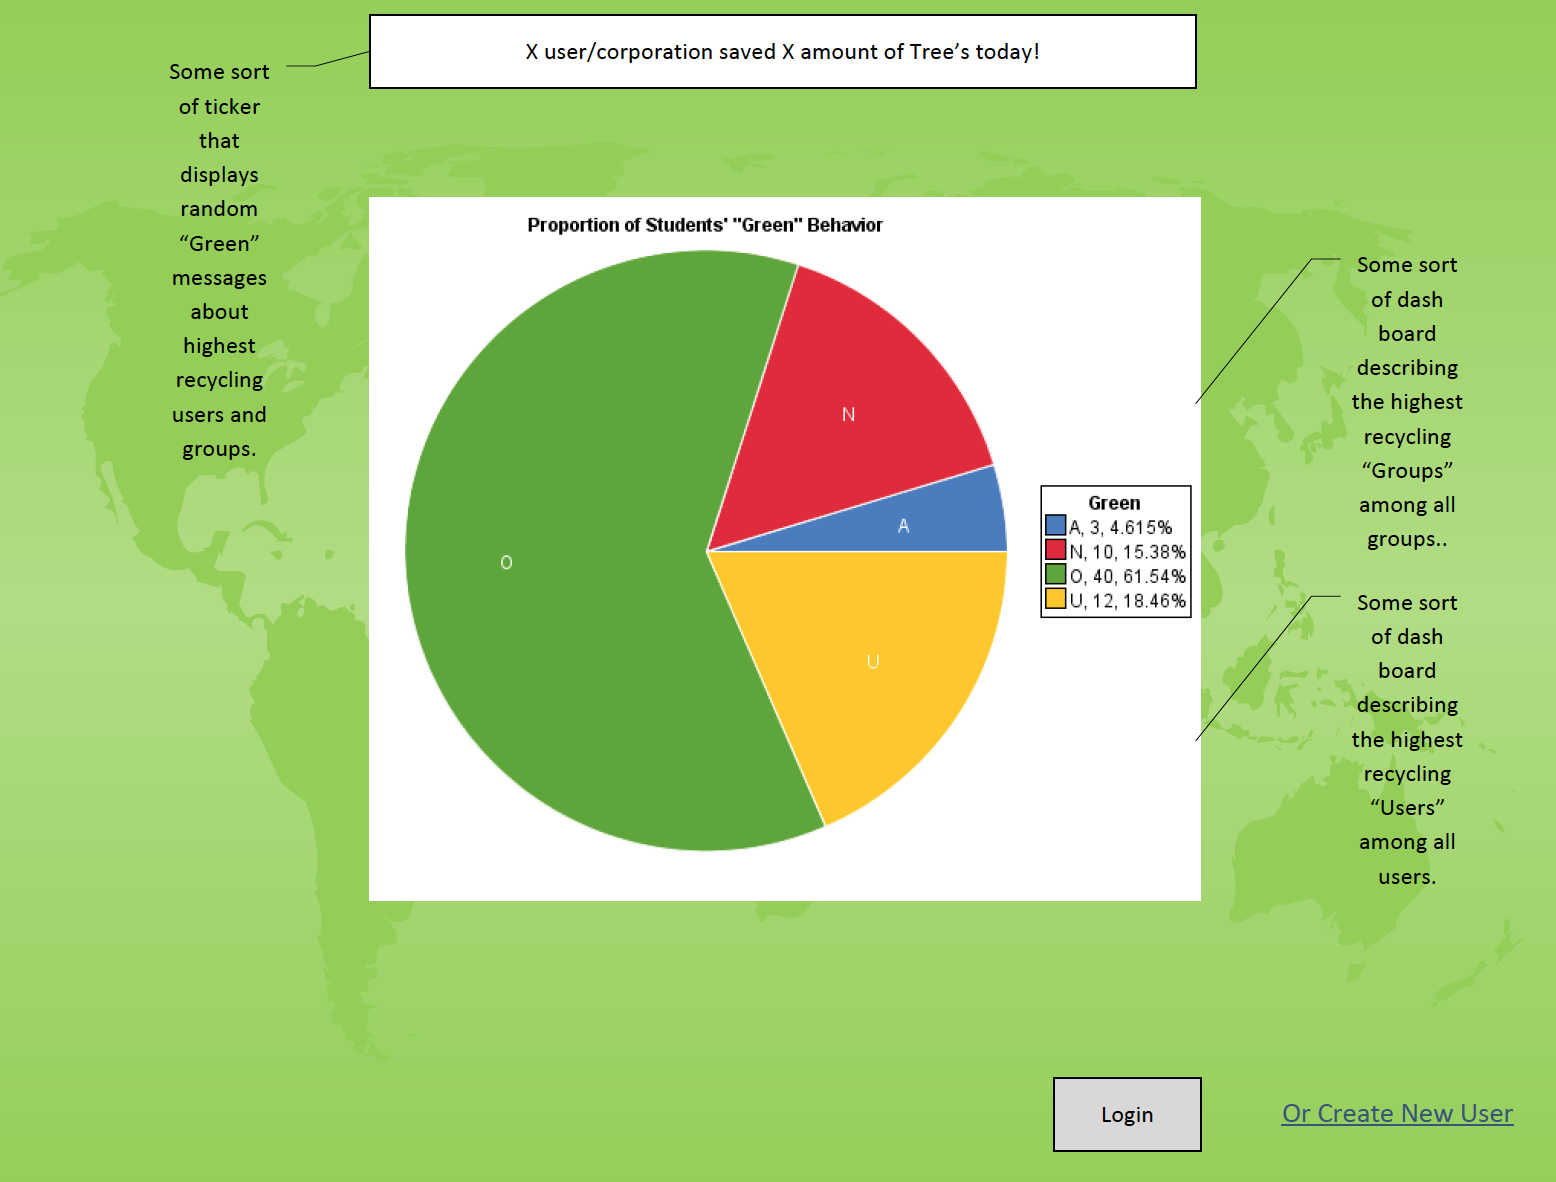 X user/corporation saved X amount of Tree’s today!
Some sort
of ticker
that
displays
random
“Green”
messages
about
highest
recycling
users and
groups.
Proportion of Students' "Green" Behavior
N
A
O
U
Green
A, 3, 4.615%
N, 10, 15.38%
O, 40, 61.54%
U, 12, 18.46%
Some sort
of dash
board
describing
the highest
recycling
“Groups”
among all
groups..
Some sort
of dash
board
describing
the highest
recycling
“Users”
among all
users.
Login
Or Create New User